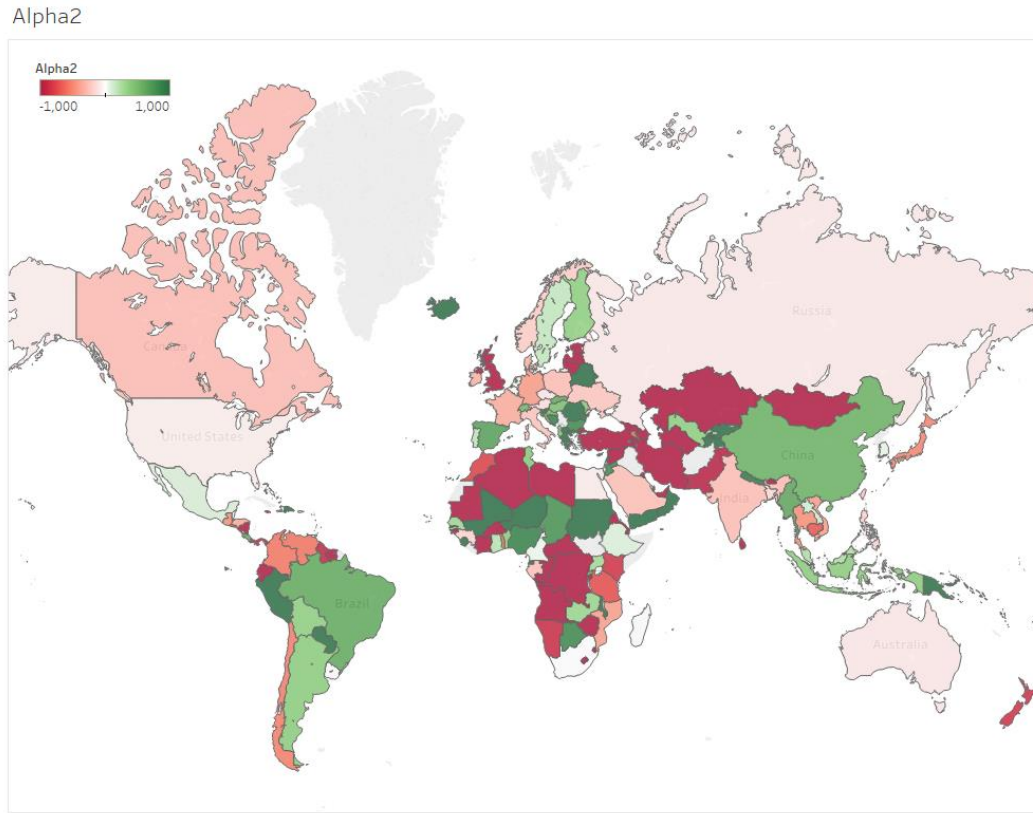 Alpha2
Alpha2
-1,000 1,000
Canada
Russia
United States
China
India
Brazil
Australia